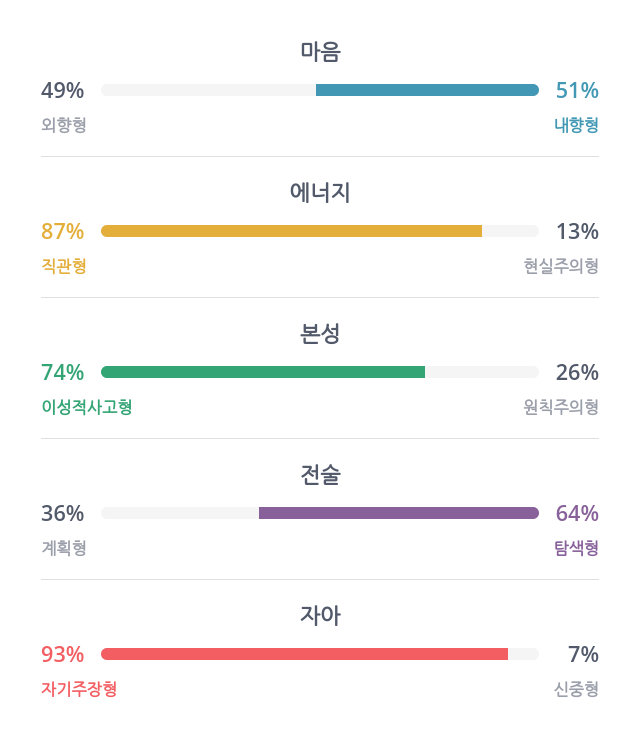 마음
49% 51%
외향형 내향형
에너지
87% 13%
직관형 현실주의형
본성
74% 26%
이성적사고형 원칙주의형
전술
36% 64%
계획형 탐색형
자아
93% 7%
자기주장형 신중형